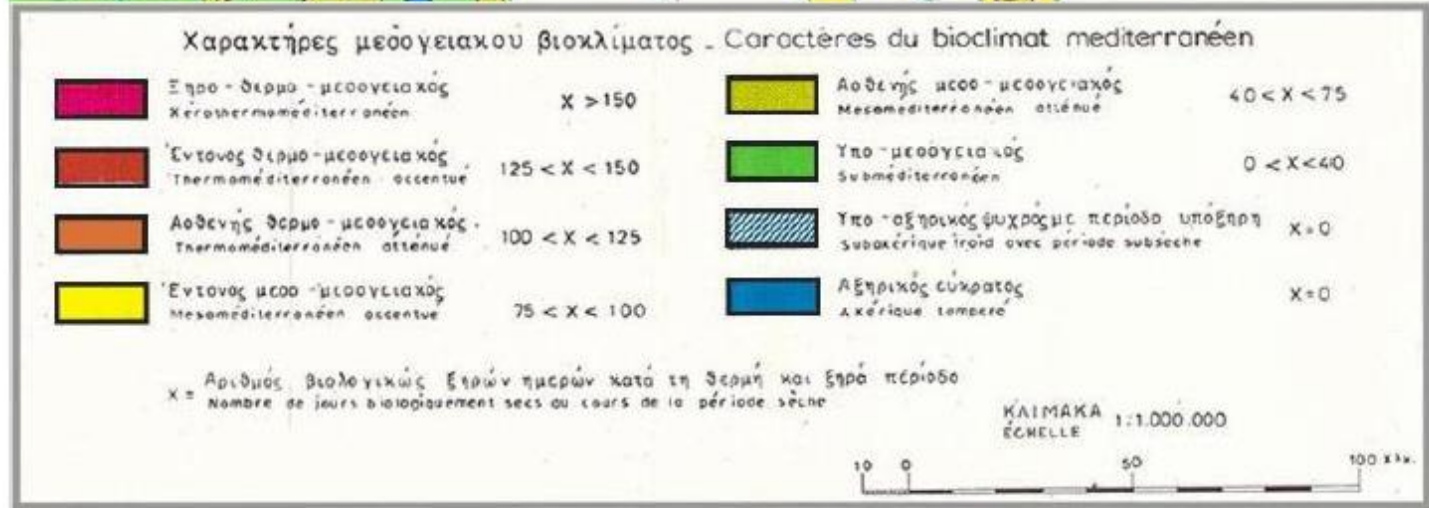 Χαρακτήρες μεσογειακου βιοκλίματος - Caractères du bioclimat mediterranéen
Ξηρο-θερμο-μεσογειακός
Xérothermoméditerranéen
X > 150
Έντονος θερμο-μεσογειακός
Thermoméditerranéen accentué
125 < X < 150
Ασθενής θερμο-μεσογειακός.
Thermoméditerranéen atténué
100 < X < 125
Έντονος μεσο-μεσογειακός
Mesoméditerranéen accentué
75 < X < 100
Ασθενής μεσο-μεσογειακός
Mesoméditerranéen atténué
40 < X < 75
Υπο-μεσογειακός
Subméditerranéen
0 < X < 40
Υπο-αξηρικός ψυχρός με περίοδο υπόξηρη
Subaxérique froid avec période subsèche
X = 0
Αξηρικός εύκρατος
Axérique tempéré
X = 0
X = Αριθμός βιολογικώς ξηρών ημερών κατά τη θερμή και ξηρά περίοδο
Nombre de jours biologiquement secs au cours de la période sèche
ΚΛΙΜΑΚΑ
ÉCHELLE 1:1.000.000
10 0 50 100 χλμ.